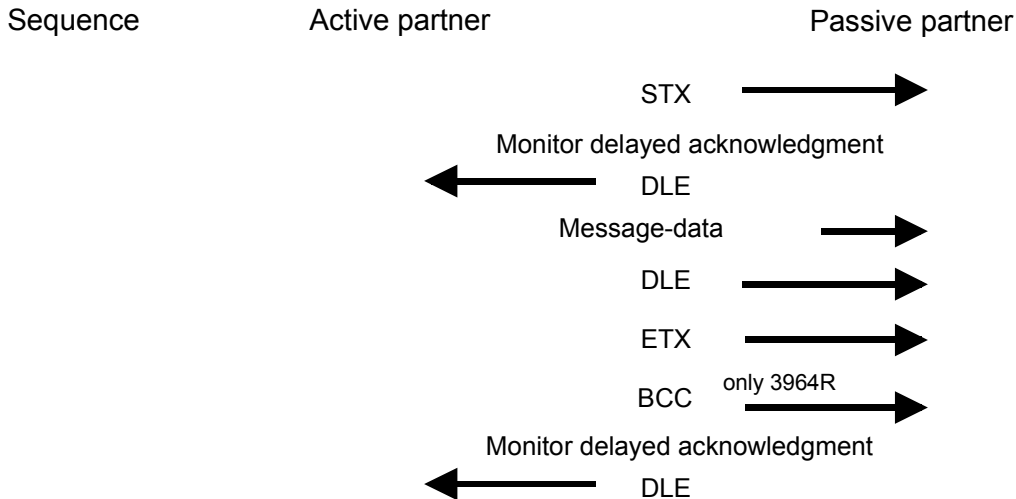 Sequence Active partner Passive partner
STX
Monitor delayed acknowledgment
DLE
Message-data
DLE
ETX
BCC only 3964R
Monitor delayed acknowledgment
DLE